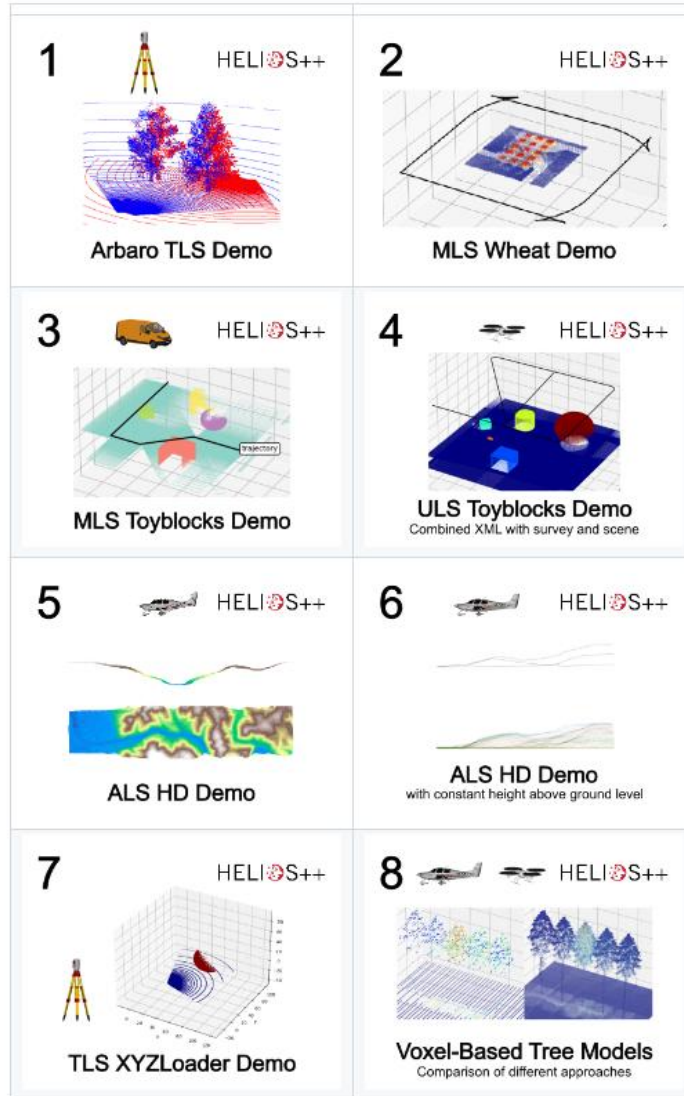 1
HELIOS++
Arbaro TLS Demo
2
MLS Wheat Demo
3
HELIOS++
trajectory
MLS Toyblocks Demo
4
HELIOS++
ULS Toyblocks Demo
Combined XML with survey and scene
5
HELIOS++
ALS HD Demo
6
HELIOS++
ALS HD Demo
with constant height above ground level
7
HELIOS++
TLS XYZLoader Demo
8
HELIOS++
Voxel-Based Tree Models
Comparison of different approaches